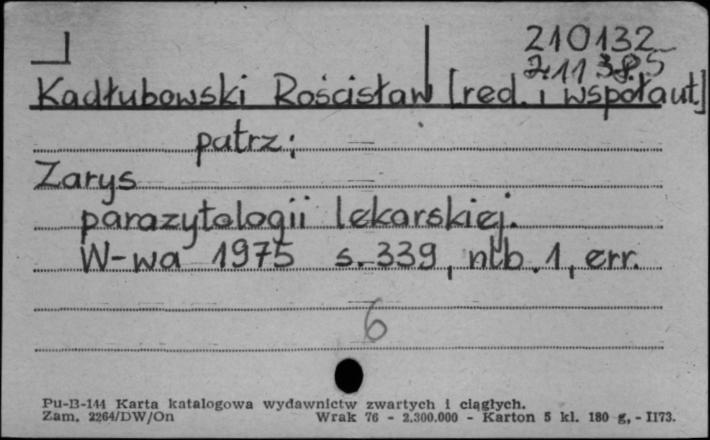 210132
211385
Kadłubowski Rościsław [red. i współaut]
patrz:
Zarys
parazytologii lekarskiej.
W-wa 1975 s. 339, nlb. 1, err.
6
Pu-B-144 Karta katalogowa wydawnictw zwartych i ciągłych.
Zam. 2264/DW/On Wrak 76 - 2.300.000 - Karton 5 kl. 180 g. - II73.